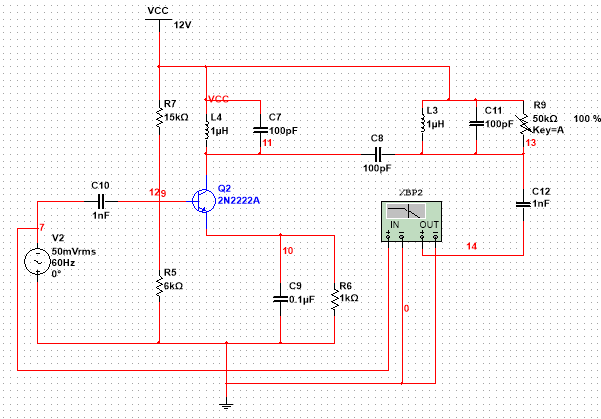 VCC
12V
VCC
R7
15kΩ
L4
1μH
C7
100pF
11
L3
1μH
C11
100pF
R9
50kΩ
Key=A
100 %
13
C8
100pF
C10
1nF
129
Q2
2N2222A
C12
1nF
XBP2
IN
OUT
7
V2
50mVrms
60Hz
0°
10
14
R5
6kΩ
C9
0.1μF
R6
1kΩ
0